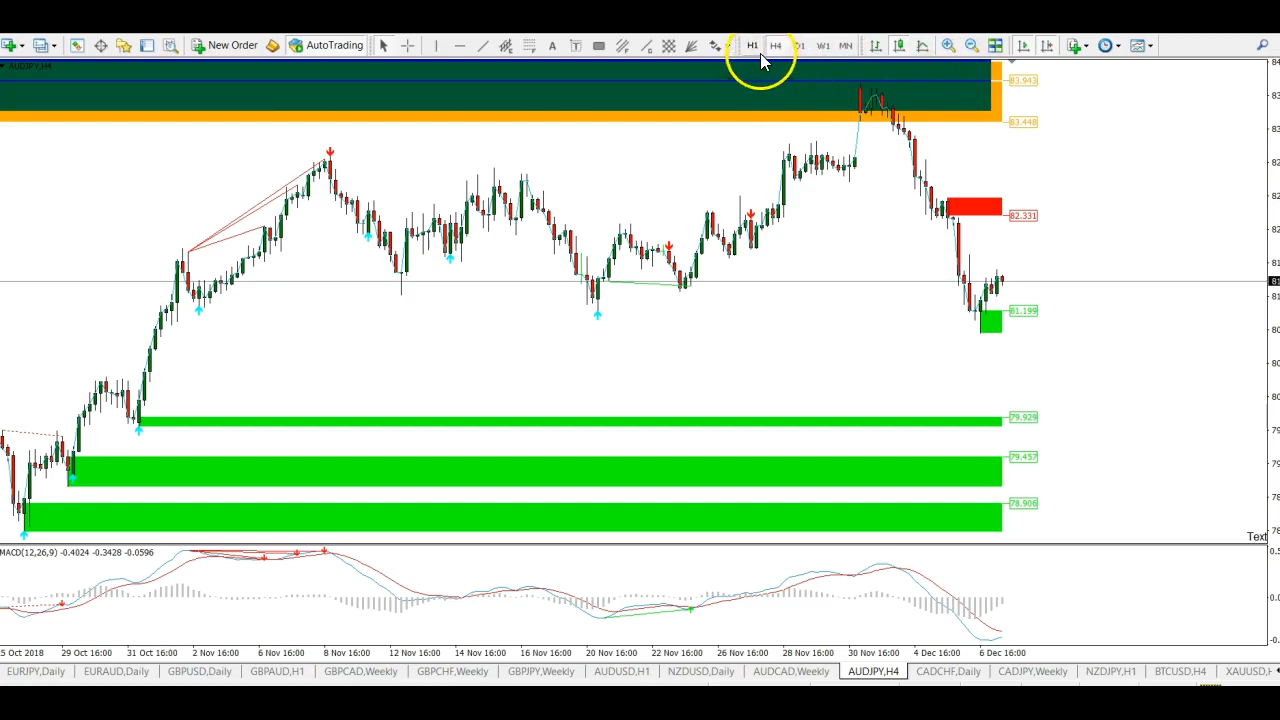 New Order AutoTrading A T H1 H4 D1 W1 MN
AUDJPY,H4
83.943
83.448
82.331
81.199
79.929
79.457
78.906
Text
MACD(12,26,9) -0.4024 -0.3428 -0.0596
29 Oct 16:00 31 Oct 16:00 2 Nov 16:00 6 Nov 16:00 8 Nov 16:00 12 Nov 16:00 14 Nov 16:00 16 Nov 16:00 20 Nov 16:00 22 Nov 16:00 26 Nov 16:00 28 Nov 16:00 30 Nov 16:00 4 Dec 16:00 6 Dec 16:00
EURJPY,Daily EURAUD,Daily GBPUSD,Daily GBPAUD,H1 GBPCAD,Weekly GBPCHF,Weekly GBPJPY,Weekly AUDUSD,H1 NZDUSD,Daily AUDCAD,Weekly AUDJPY,H4 CADCHF,Daily CADJPY,Weekly NZDJPY,H1 BTCUSD,H4